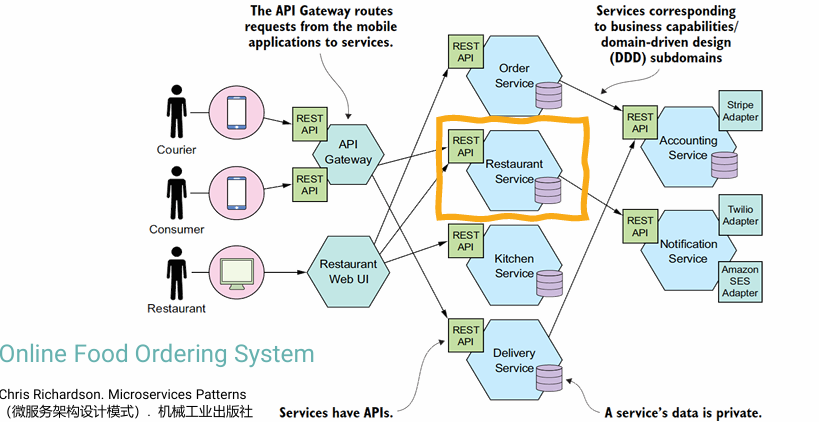 The API Gateway routes
requests from the mobile
applications to services.
Services corresponding
to business capabilities/
domain-driven design
(DDD) subdomains
REST
API
Order
Service
Courier
REST
API
API
Gateway
REST
API
Consumer
REST
API
Restaurant
Service
REST
API
Accounting
Service
Stripe
Adapter
Restaurant
Restaurant
Web UI
REST
API
Kitchen
Service
REST
API
Notification
Service
Twilio
Adapter
Amazon
SES
Adapter
REST
API
Delivery
Service
Online Food Ordering System
Chris Richardson. Microservices Patterns
（微服务架构设计模式）. 机械工业出版社
Services have APIs.
A service's data is private.